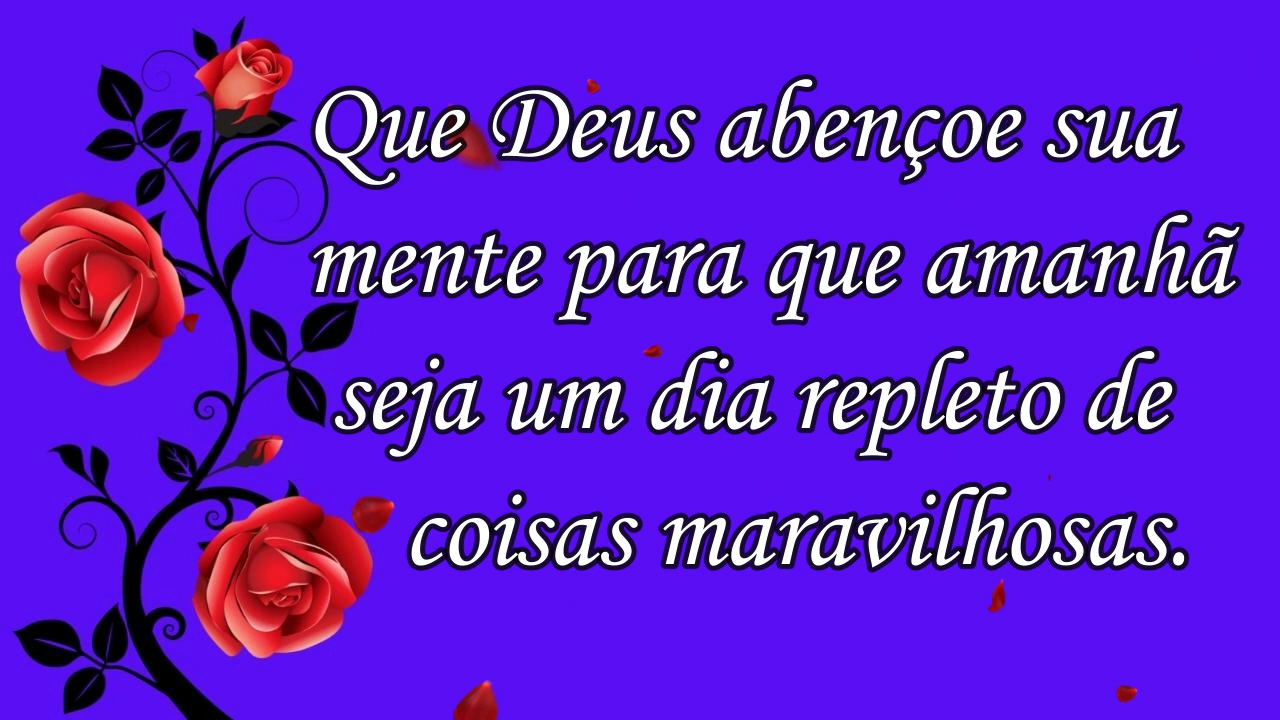 Que Deus abençoe sua
mente para que amanhã
seja um dia repleto de
coisas maravilhosas.